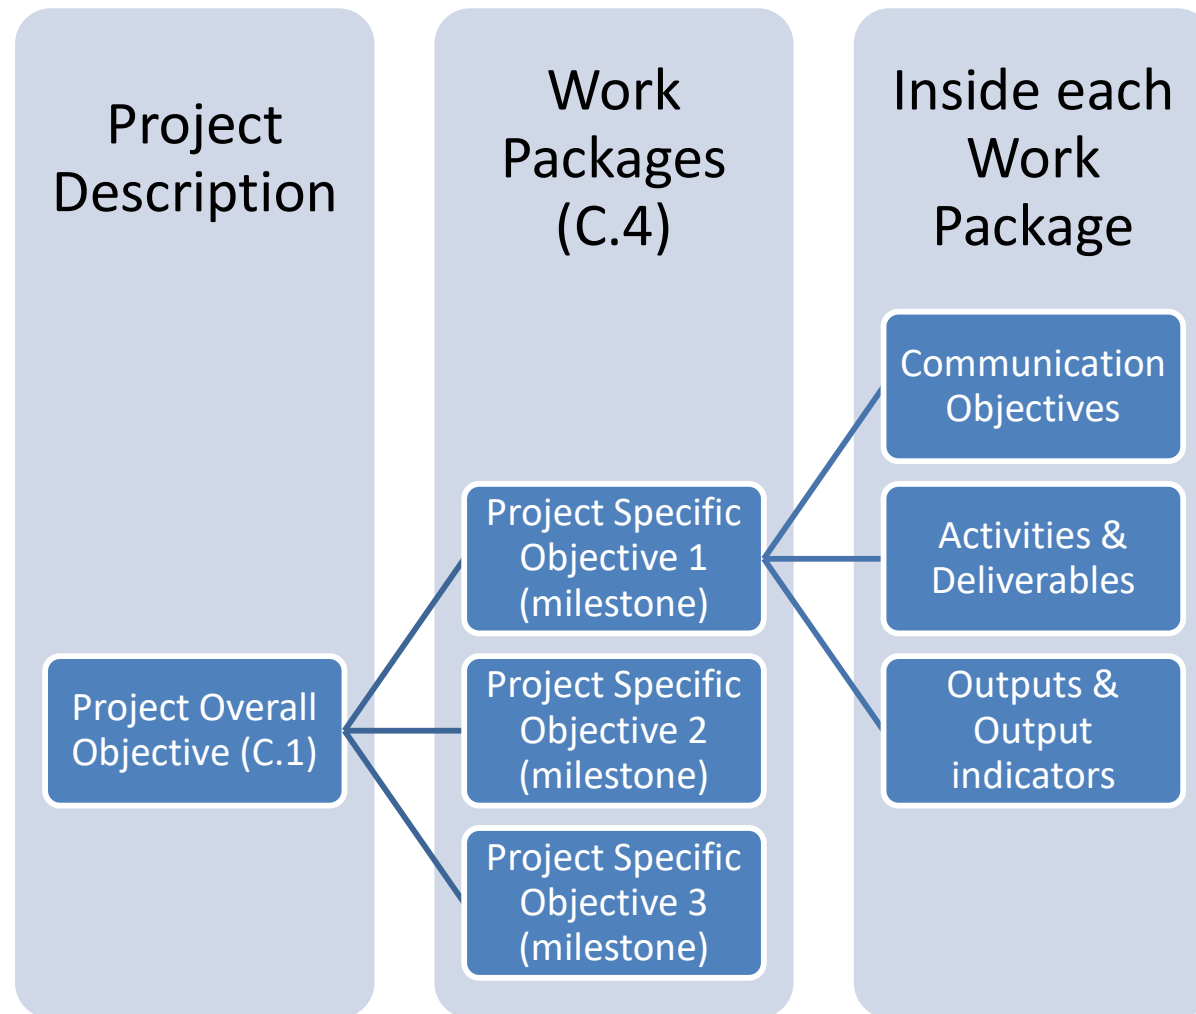 Project
Description
Work
Packages
(C.4)
Inside each
Work
Package
Project Overall
Objective (C.1)
Project Specific
Objective 1
(milestone)
Project Specific
Objective 2
(milestone)
Project Specific
Objective 3
(milestone)
Communication
Objectives
Activities &
Deliverables
Outputs &
Output
indicators